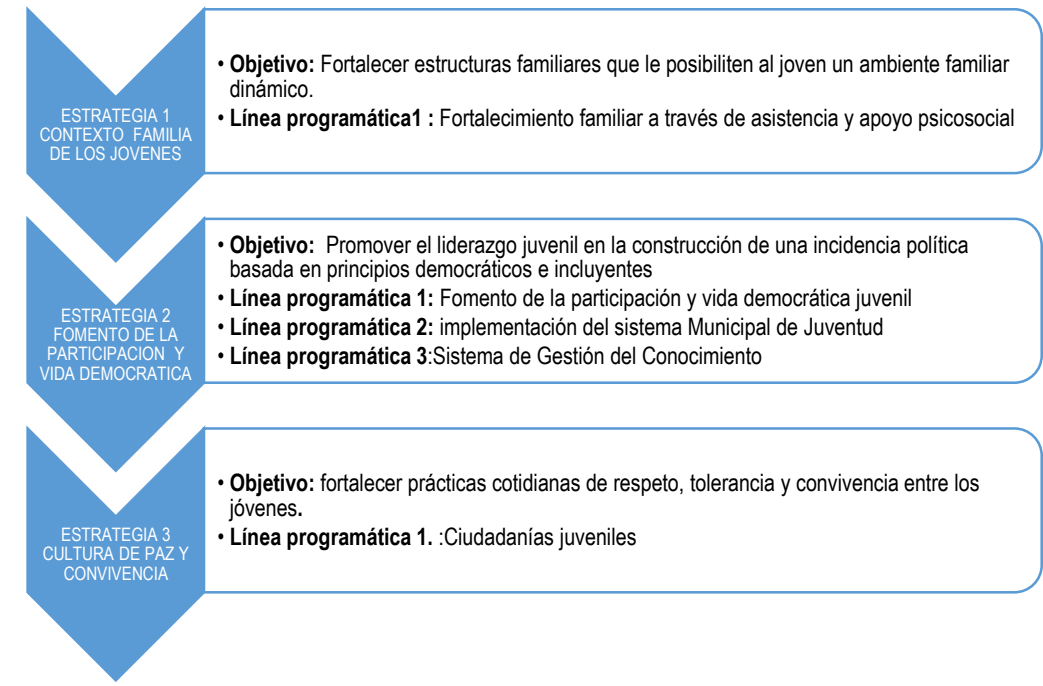 ESTRATEGIA 1
CONTEXTO FAMILIA
DE LOS JOVENES
• Objetivo: Fortalecer estructuras familiares que le posibiliten al joven un ambiente familiar
dinámico.
• Línea programática1 : Fortalecimiento familiar a través de asistencia y apoyo psicosocial
ESTRATEGIA 2
FOMENTO DE LA
PARTICIPACION Y
VIDA DEMOCRATICA
• Objetivo: Promover el liderazgo juvenil en la construcción de una incidencia política
basada en principios democráticos e incluyentes
• Línea programática 1: Fomento de la participación y vida democrática juvenil
• Línea programática 2: implementación del sistema Municipal de Juventud
• Línea programática 3:Sistema de Gestión del Conocimiento
ESTRATEGIA 3
CULTURA DE PAZ Y
CONVIVENCIA
• Objetivo: fortalecer prácticas cotidianas de respeto, tolerancia y convivencia entre los
jóvenes.
• Línea programática 1. :Ciudadanías juveniles